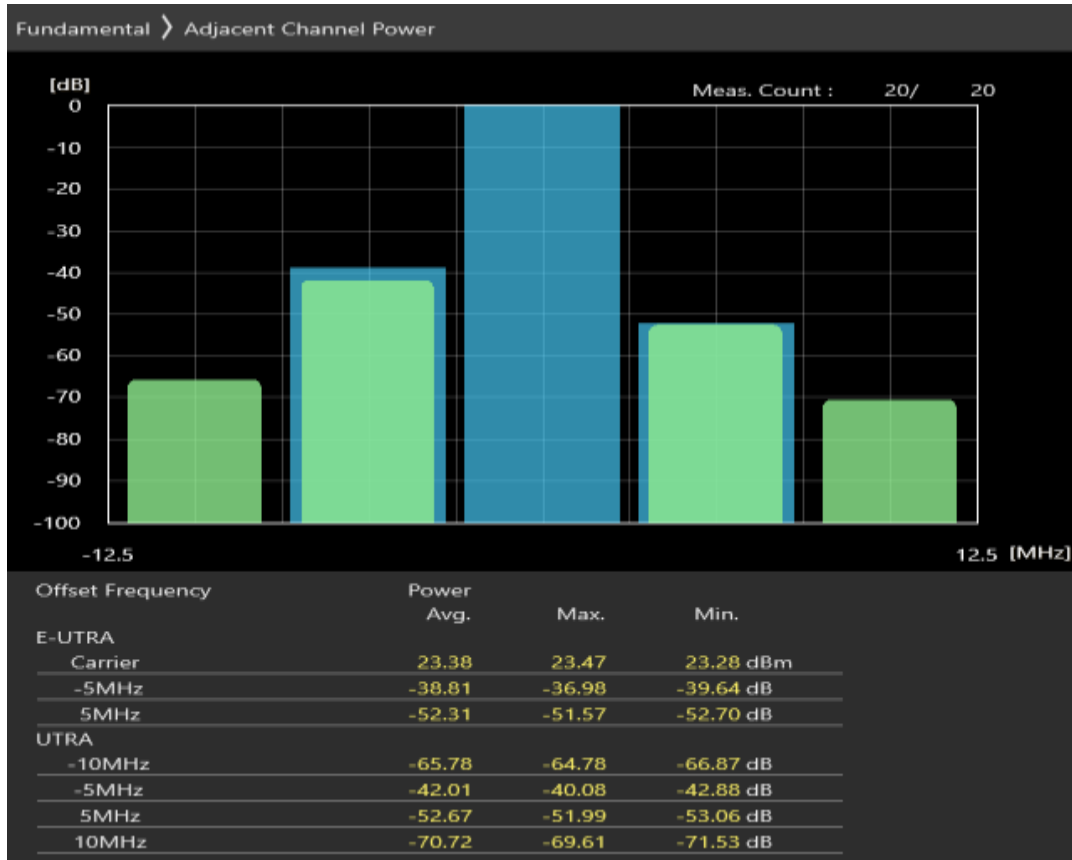 Fundamental 〉 Adjacent Channel Power
[dB]
Meas. Count : 20/ 20
0
-10
-20
-30
-40
-50
-60
-70
-80
-90
-100
-12.5 12.5 [MHz]
Offset Frequency Power
Avg. Max. Min.
E-UTRA
Carrier 23.38 23.47 23.28 dBm
-5MHz -38.81 -36.98 -39.64 dB
5MHz -52.31 -51.57 -52.70 dB
UTRA
-10MHz -65.78 -64.78 -66.87 dB
-5MHz -42.01 -40.08 -42.88 dB
5MHz -52.67 -51.99 -53.06 dB
10MHz -70.72 -69.61 -71.53 dB